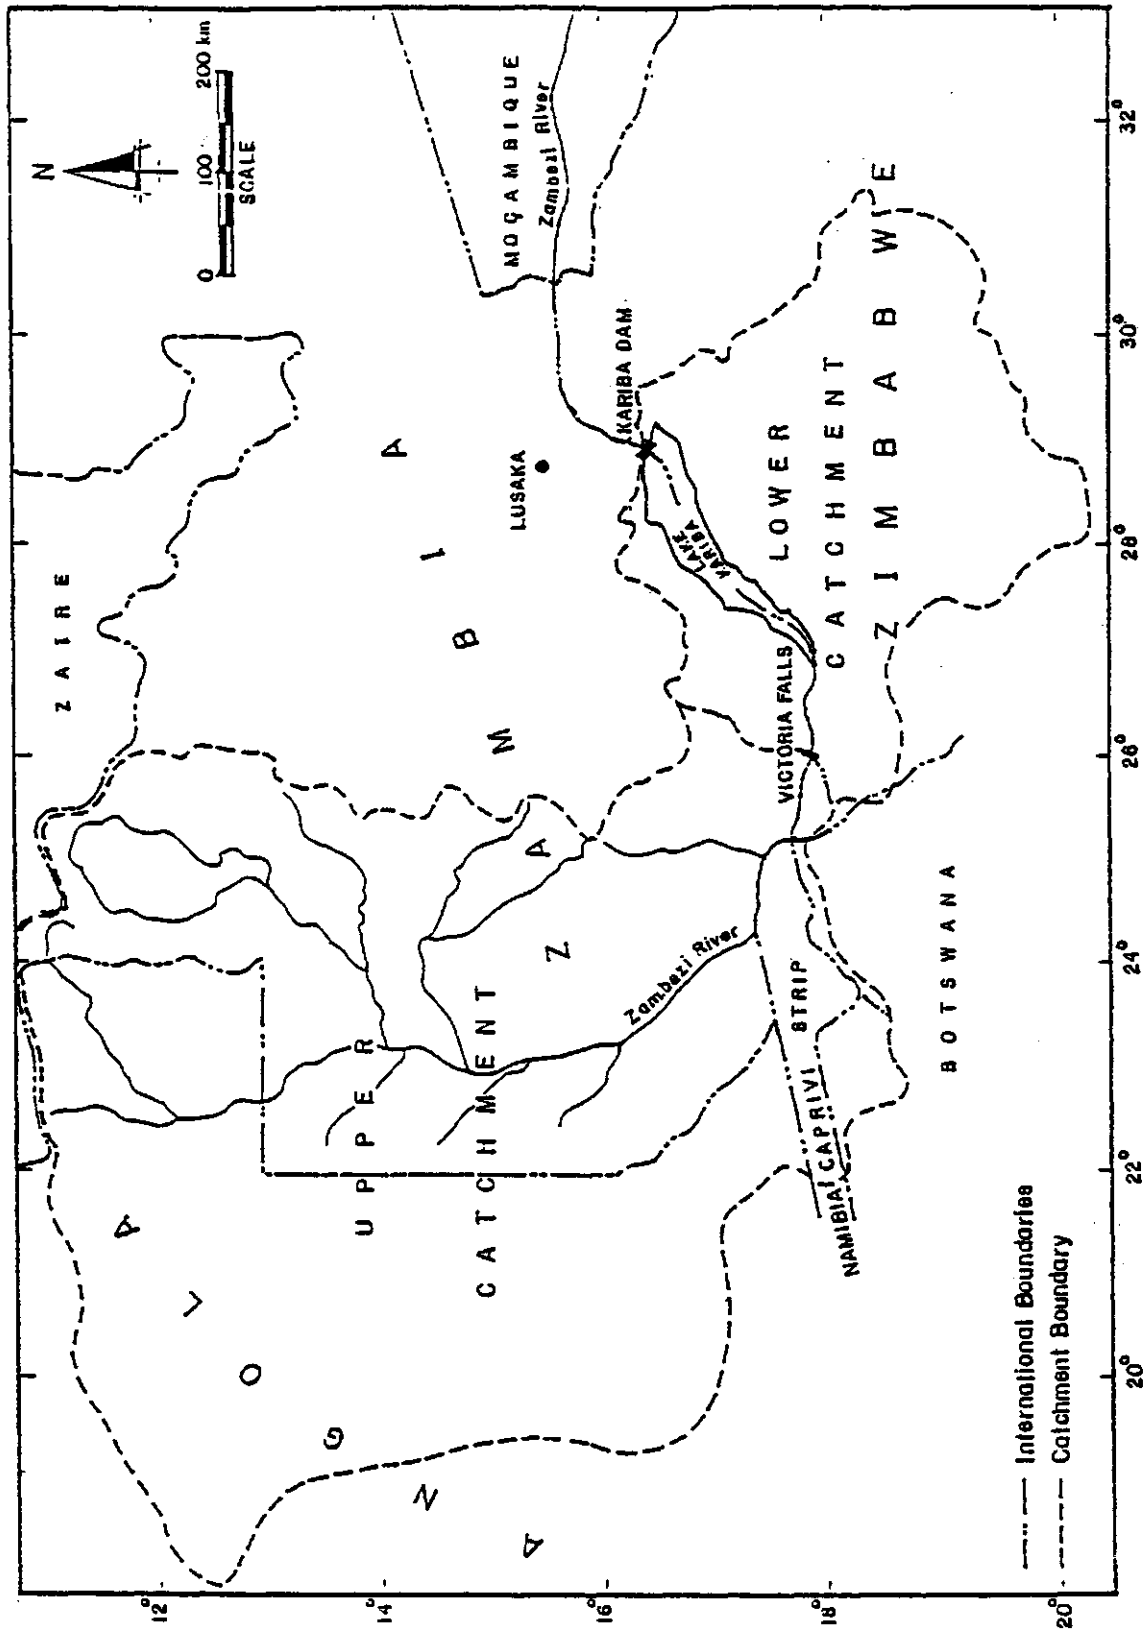 N
0 100 200 km
SCALE
ZAIRE
ANGOLA
ZAMBIA
MOÇAMBIQUE
Zambezi River
LUSAKA
KARIBA DAM
LAKE
KARIBA
UPPER
CATCHMENT
Zambezi River
VICTORIA FALLS
LOWER
CATCHMENT
ZIMBABWE
NAMIBIA CAPRIVI STRIP
BOTSWANA
International Boundaries
Catchment Boundary
12°
14°
16°
18°
20°
20° 22° 24° 26° 28° 30° 32°